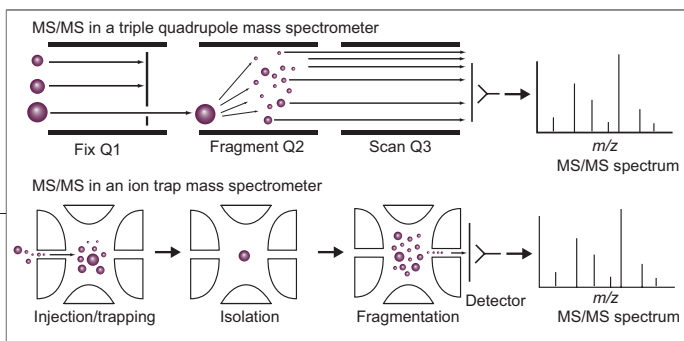 MS/MS in a triple quadrupole mass spectrometer
Fix Q1
Fragment Q2
Scan Q3
m/z
MS/MS spectrum
MS/MS in an ion trap mass spectrometer
Injection/trapping
Isolation
Fragmentation
Detector
m/z
MS/MS spectrum